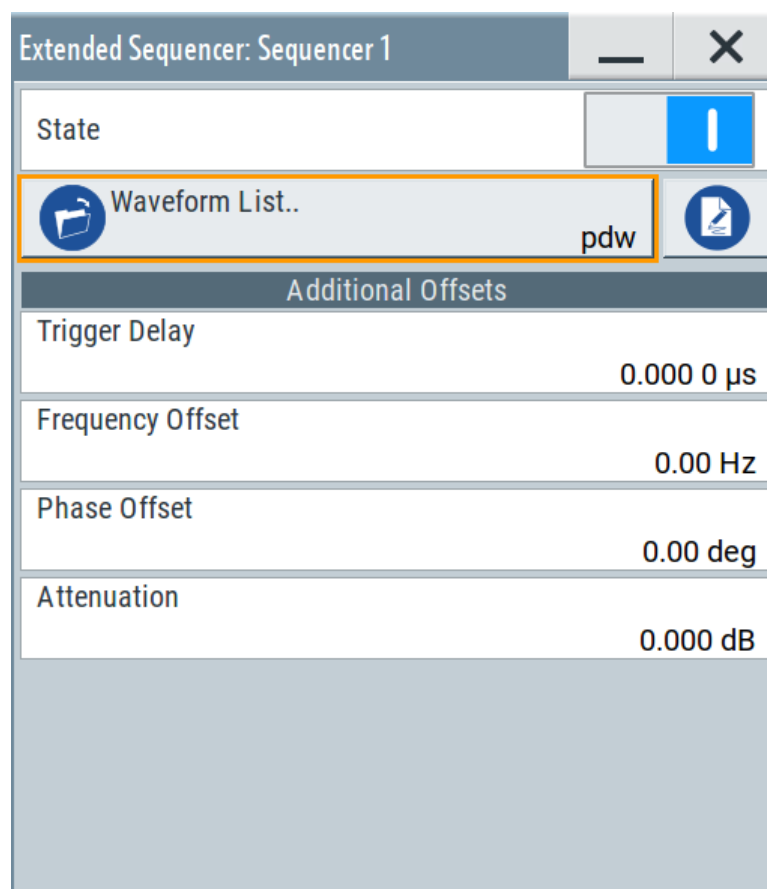 Extended Sequencer: Sequencer 1
State
Waveform List..
pdw
Additional Offsets
Trigger Delay
0.000 0 µs
Frequency Offset
0.00 Hz
Phase Offset
0.00 deg
Attenuation
0.000 dB